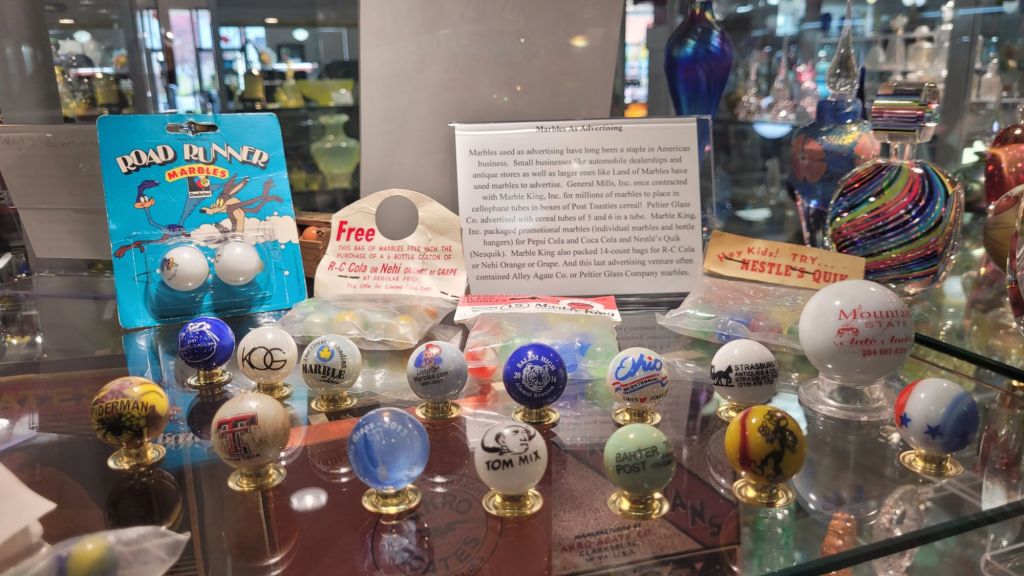 ROAD RUNNER
MARBLES
Free
THIS BAG OF MARBLES FREE WITH THE
PURCHASE OF A 6-BOTTLE CARTON OF
R-C Cola OR Nehi ORANGE OR GRAPE
AT REGULAR PRICE
Marbles As Advertising
Marbles used as advertising have long been a staple in American
business. Small businesses like automobile dealerships and
antique stores as well as larger ones like Land of Marbles have
used marbles to advertise. General Mills, Inc. once contracted
with Marble King, Inc. for millions of marbles to place in
cellophane tubes in boxes of Post Toasties cereal! Peltier Glass
Co. advertised with cereal tubes of 5 and 6 in a tube. Marble King,
Inc. packaged promotional marbles (individual marbles and bottle
hangers) for Pepsi Cola and Coca Cola and Nestle's Quik
(Nesquik). Marble King also packed 14-count bags for R-C Cola
or Nehi Orange or Grape. And this last advertising venture often
contained Alley Agate Co. or Peltier Glass Company marbles.
Hey Kids! TRY....
NESTLE'S QUIK
Mountain
STATE
KOG
MARBLE
SALEM HIGH
Ohio
BICENTENNIAL
STRASBURG
ANTIQUES
T
TOM MIX
BARTER
POST